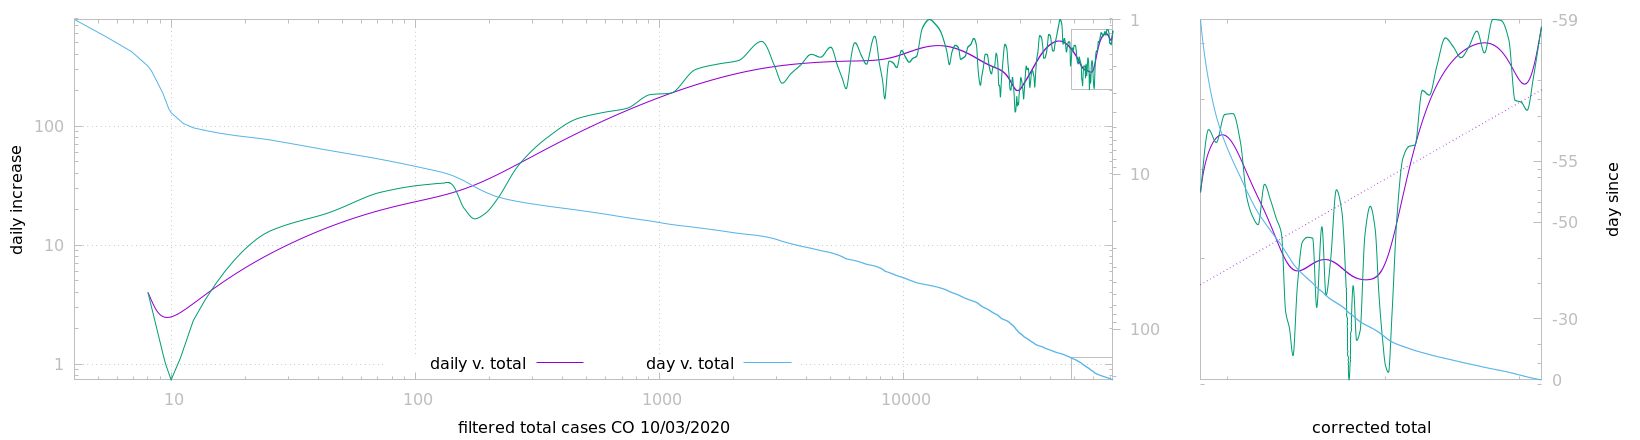 daily increase
100
10
1
daily v. total
day v. total
10
100
1000
10000
filtered total cases CO 10/03/2020
1
10
100
-59
-55
-50
-30
0
day since
corrected total